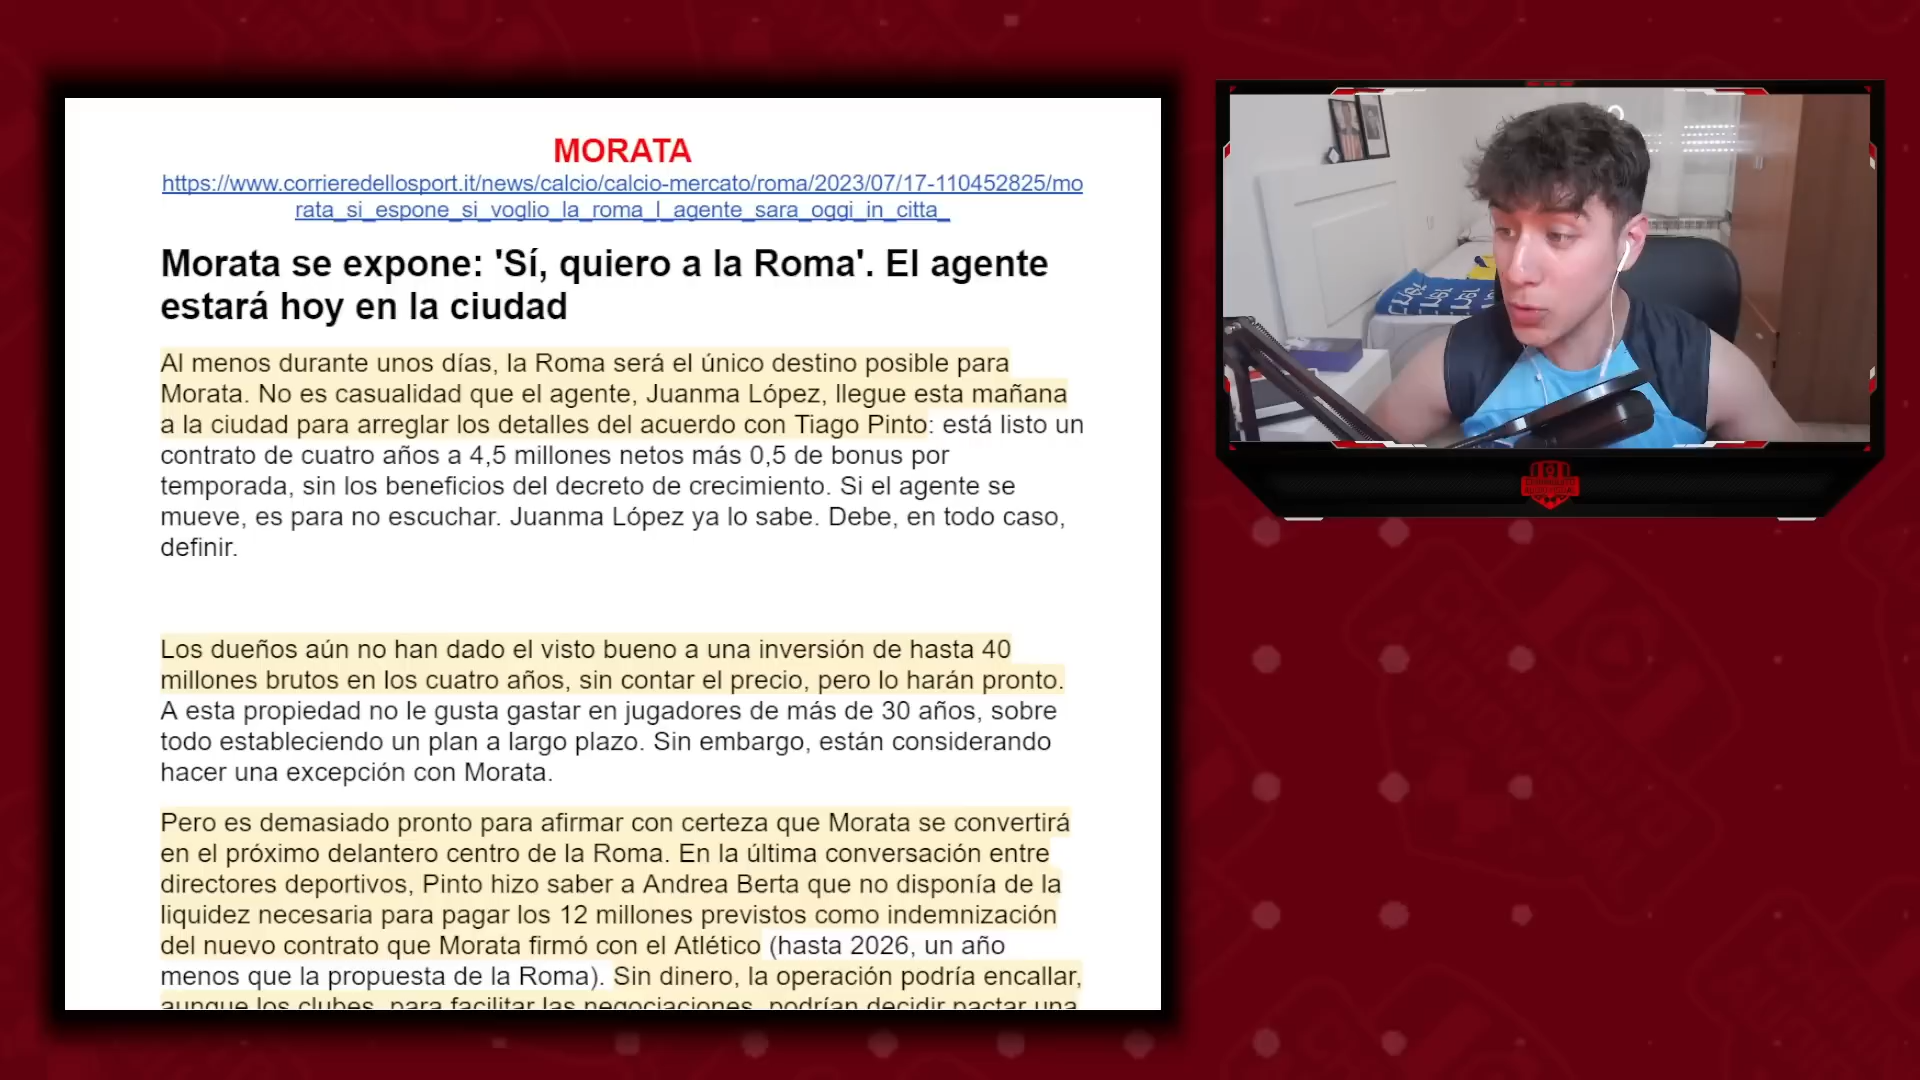 MORATA
https://www.corrieredellosport.it/news/calcio/calcio-mercato/roma/2023/07/17-110452825/mo
rata_si_espone_si_voglio_la_roma_l_agente_sara_oggi_in_citta_
Morata se expone: 'Sí, quiero a la Roma'. El agente
estará hoy en la ciudad
Al menos durante unos días, la Roma será el único destino posible para
Morata. No es casualidad que el agente, Juanma López, llegue esta mañana
a la ciudad para arreglar los detalles del acuerdo con Tiago Pinto: está listo un
contrato de cuatro años a 4,5 millones netos más 0,5 de bonus por
temporada, sin los beneficios del decreto de crecimiento. Si el agente se
mueve, es para no escuchar. Juanma López ya lo sabe. Debe, en todo caso,
definir.
Los dueños aún no han dado el visto bueno a una inversión de hasta 40
millones brutos en los cuatro años, sin contar el precio, pero lo harán pronto.
A esta propiedad no le gusta gastar en jugadores de más de 30 años, sobre
todo estableciendo un plan a largo plazo. Sin embargo, están considerando
hacer una excepción con Morata.
Pero es demasiado pronto para afirmar con certeza que Morata se convertirá
en el próximo delantero centro de la Roma. En la última conversación entre
directores deportivos, Pinto hizo saber a Andrea Berta que no disponía de la
liquidez necesaria para pagar los 12 millones previstos como indemnización
del nuevo contrato que Morata firmó con el Atlético (hasta 2026, un año
menos que la propuesta de la Roma). Sin dinero, la operación podría encallar,
aunque los clubes, para facilitar las negociaciones, podrían decidir pactar una